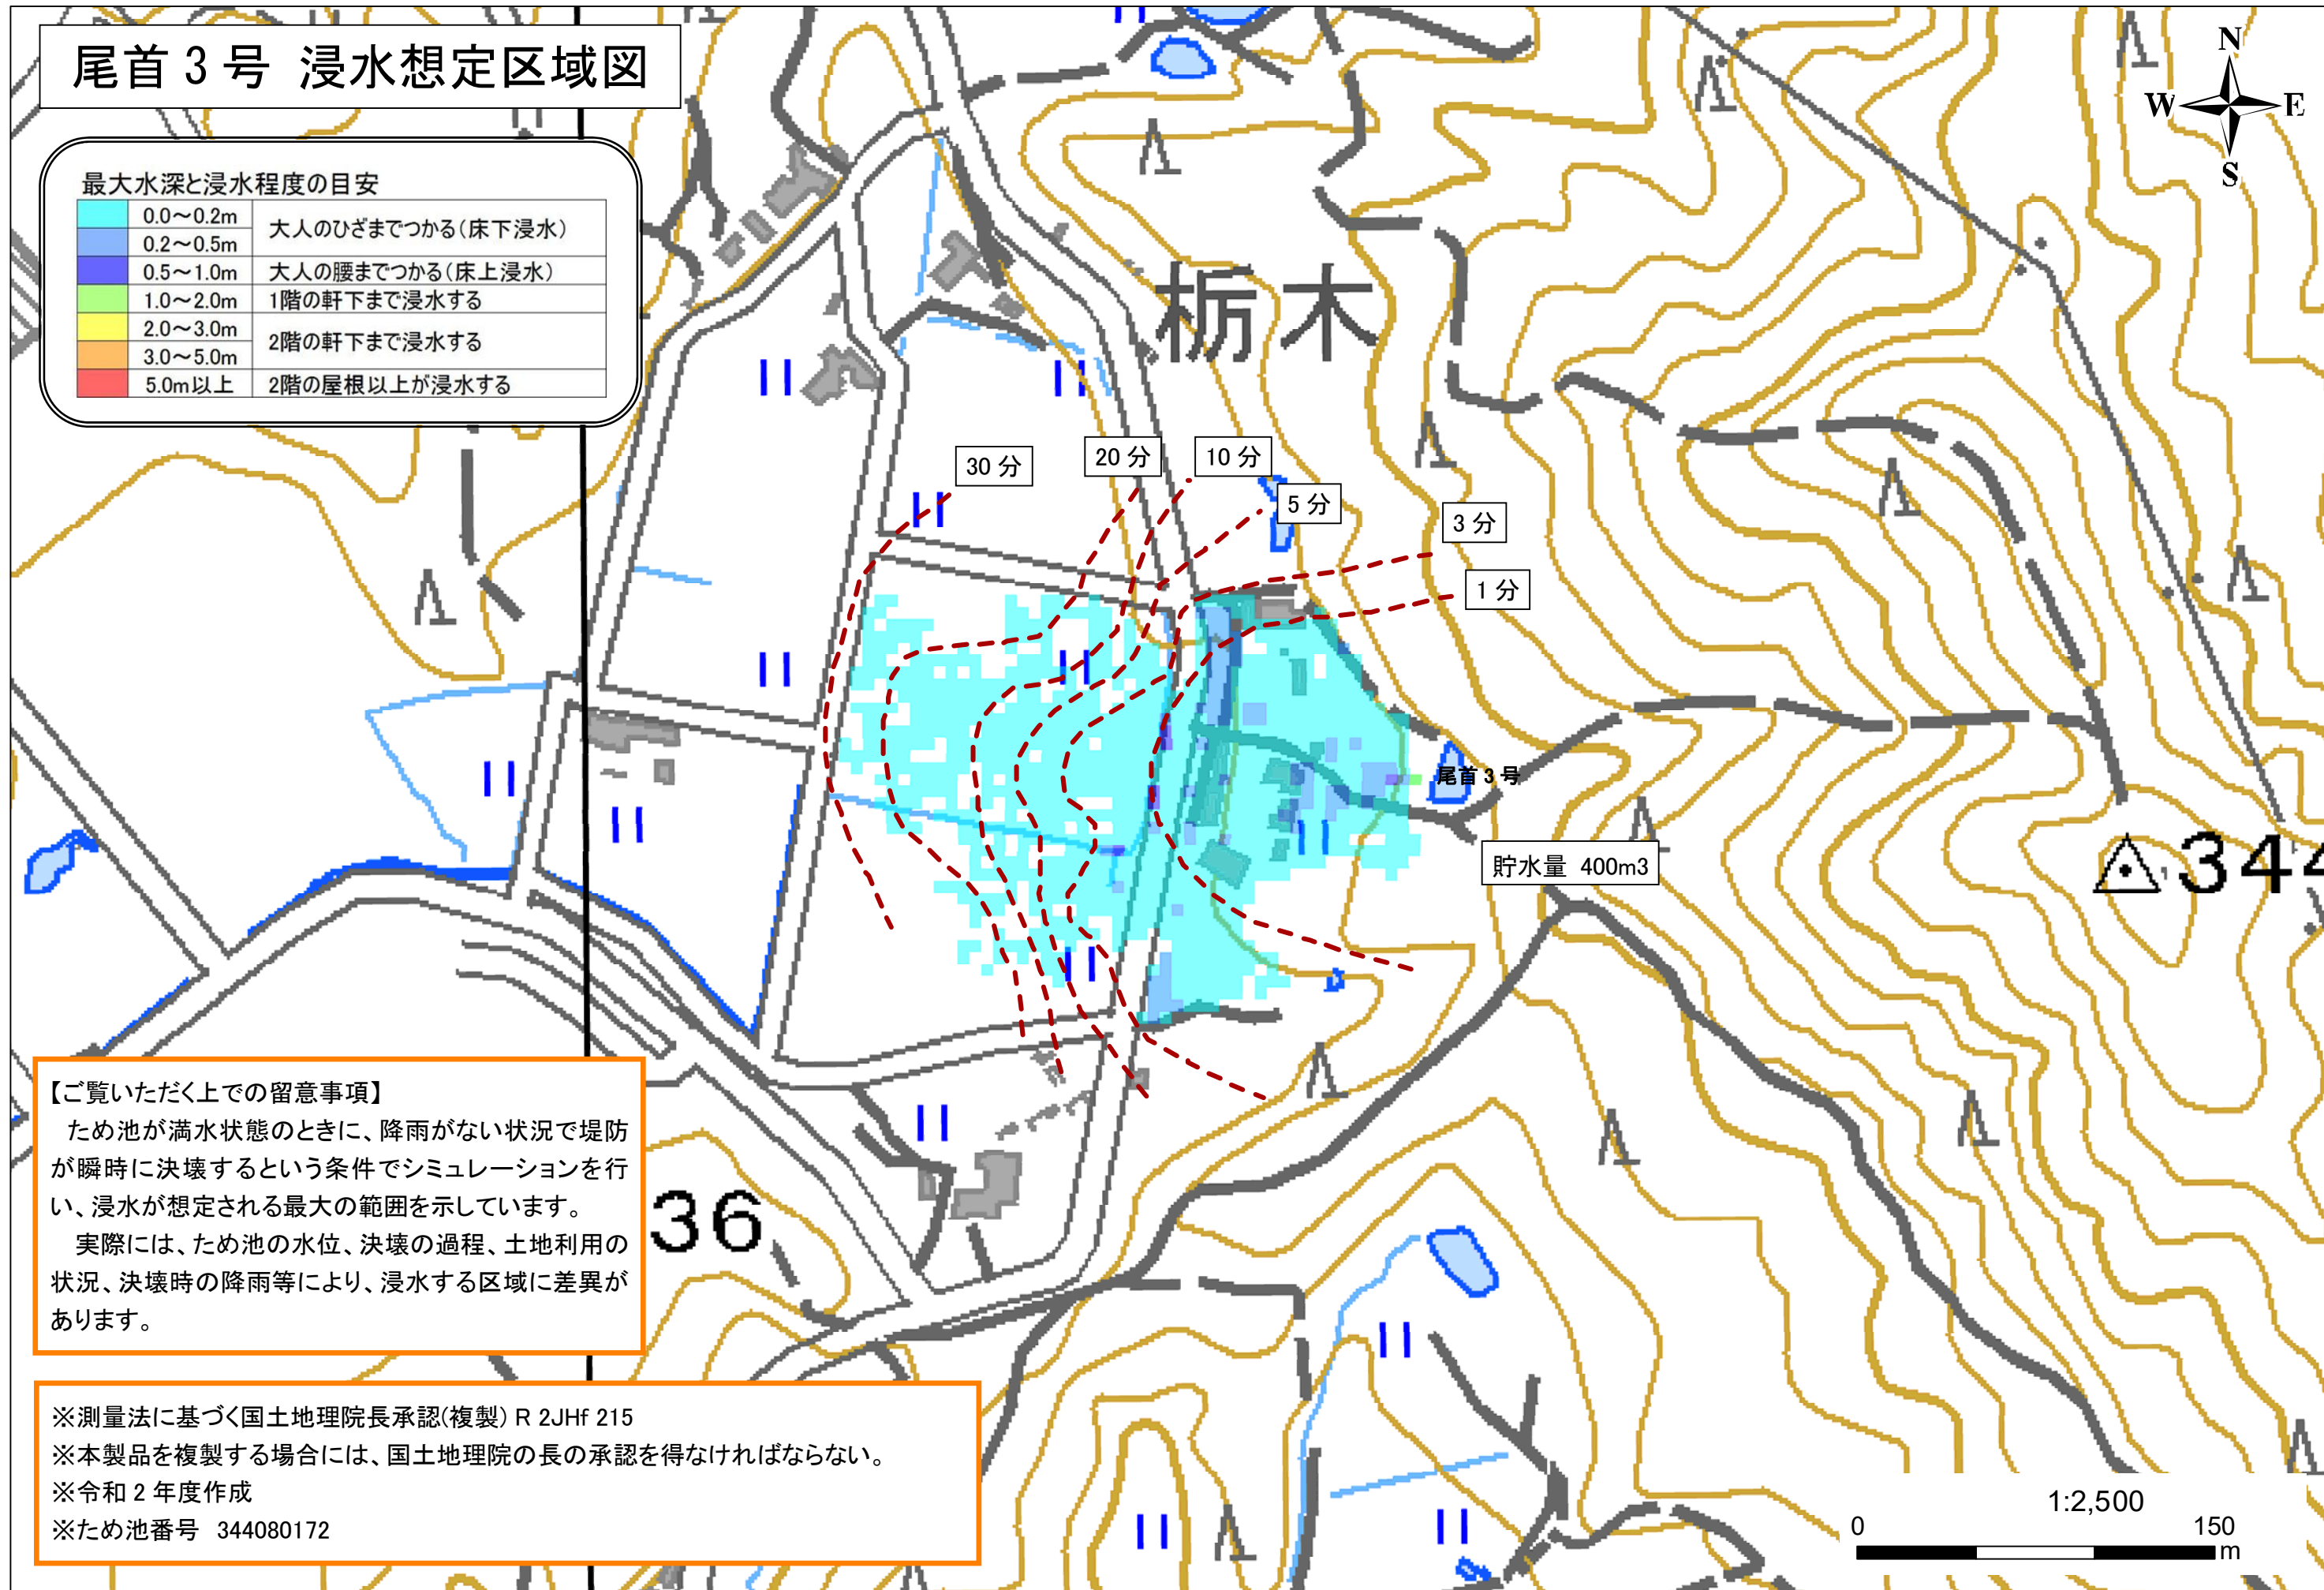 尾首３号 浸水想定区域図
N
W E
S
最大水深と浸水程度の目安
0.0～0.2m 大人のひざまでつかる（床下浸水）
0.2～0.5m
0.5～1.0m 大人の腰までつかる（床上浸水）
1.0～2.0m 1階の軒下まで浸水する
2.0～3.0m 2階の軒下まで浸水する
3.0～5.0m
5.0m以上 2階の屋根以上が浸水する
栃木
30 分
20 分
10 分
5 分
3 分
1 分
尾首３号
貯水量 400m3
344
36
【ご覧いただく上での留意事項】
ため池が満水状態のときに、降雨がない状況で堤防
が瞬時に決壊するという条件でシミュレーションを行
い、浸水が想定される最大の範囲を示しています。
実際には、ため池の水位、決壊の過程、土地利用の
状況、決壊時の降雨等により、浸水する区域に差異が
あります。
※測量法に基づく国土地理院長承認(複製) R 2JHf 215
※本製品を複製する場合には、国土地理院の長の承認を得なければならない。
※令和 2 年度作成
※ため池番号 344080172
1:2,500
0 150
m